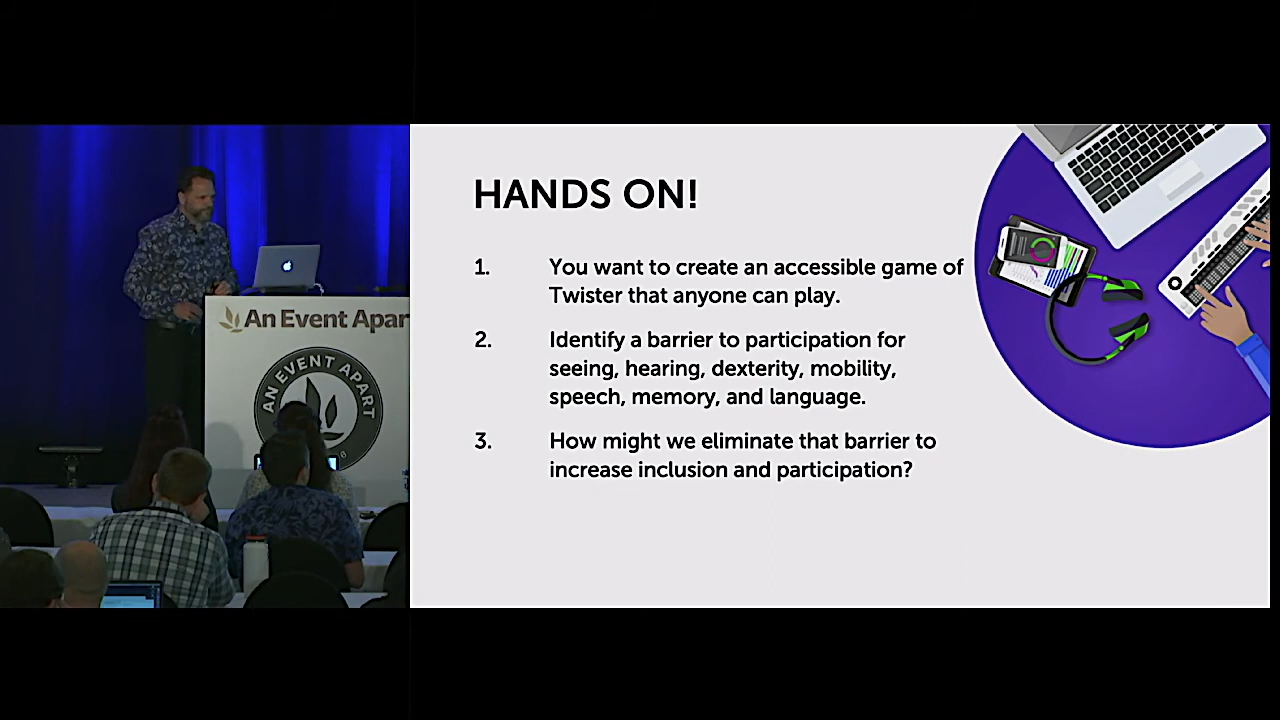 HANDS ON!
1. You want to create an accessible game of
Twister that anyone can play.
2. Identify a barrier to participation for
seeing, hearing, dexterity, mobility,
speech, memory, and language.
3. How might we eliminate that barrier to
increase inclusion and participation?
An Event Apar
AN EVENT APART